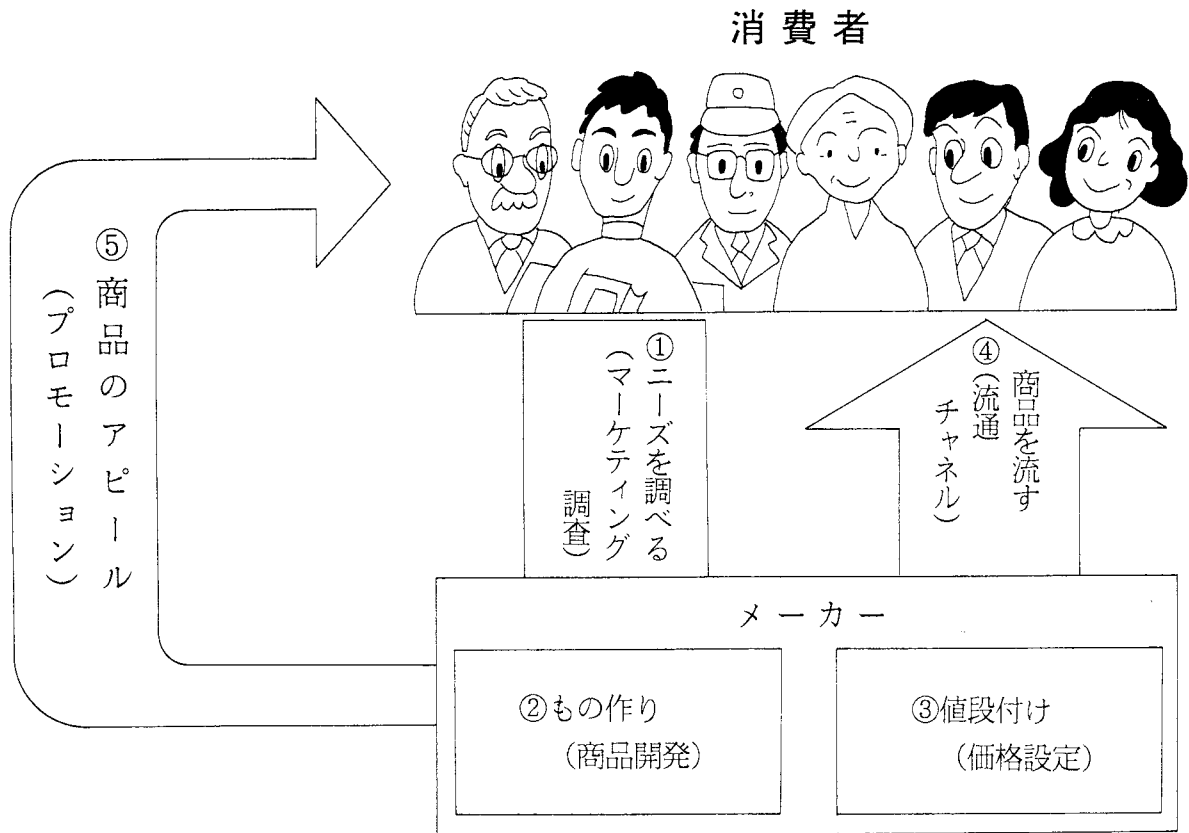 消費者
⑤商品のアピール
(プロモーション)
①ニーズを調べる
(マーケティング
調査)
④商品を流す
(流通
チャネル)
メーカー
②もの作り
(商品開発)
③値段付け
(価格設定)